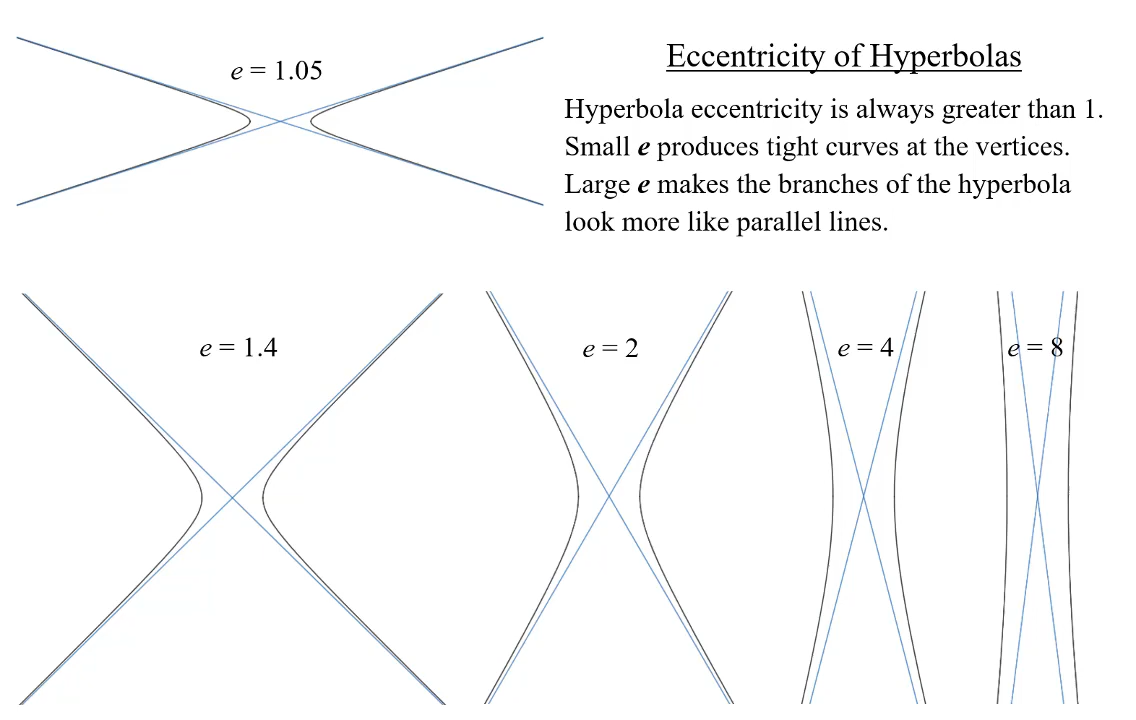 e = 1.05
Eccentricity of Hyperbolas
Hyperbola eccentricity is always greater than 1.
Small e produces tight curves at the vertices.
Large e makes the branches of the hyperbola
look more like parallel lines.
e = 1.4
e = 2
e = 4
e = 8